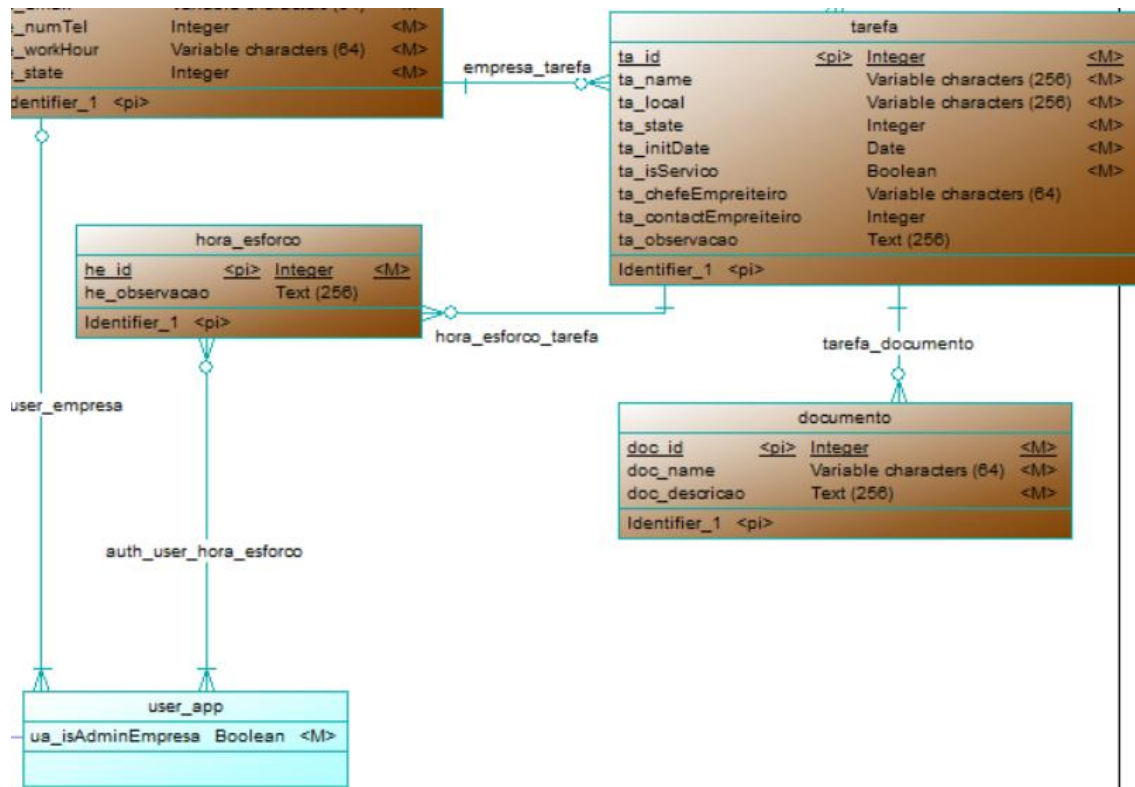 e_numTel Integer <M>
e_workHour Variable characters (64) <M>
e_state Integer <M>
dentifier_1 <pi>
empresa_tarefa
tarefa
ta_id <pi> Integer <M>
ta_name Variable characters (256) <M>
ta_local Variable characters (256) <M>
ta_state Integer <M>
ta_initDate Date <M>
ta_isServico Boolean <M>
ta_chefeEmpreiteiro Variable characters (64)
ta_contactEmpreiteiro Integer
ta_observacao Text (256)
Identifier_1 <pi>
hora_esforco
he_id <pi> Integer <M>
he_observacao Text (256)
Identifier_1 <pi>
hora_esforco_tarefa
tarefa_documento
user_empresa
documento
doc_id <pi> Integer <M>
doc_name Variable characters (64) <M>
doc_descricao Text (256) <M>
Identifier_1 <pi>
auth_user_hora_esforco
user_app
ua_isAdminEmpresa Boolean <M>